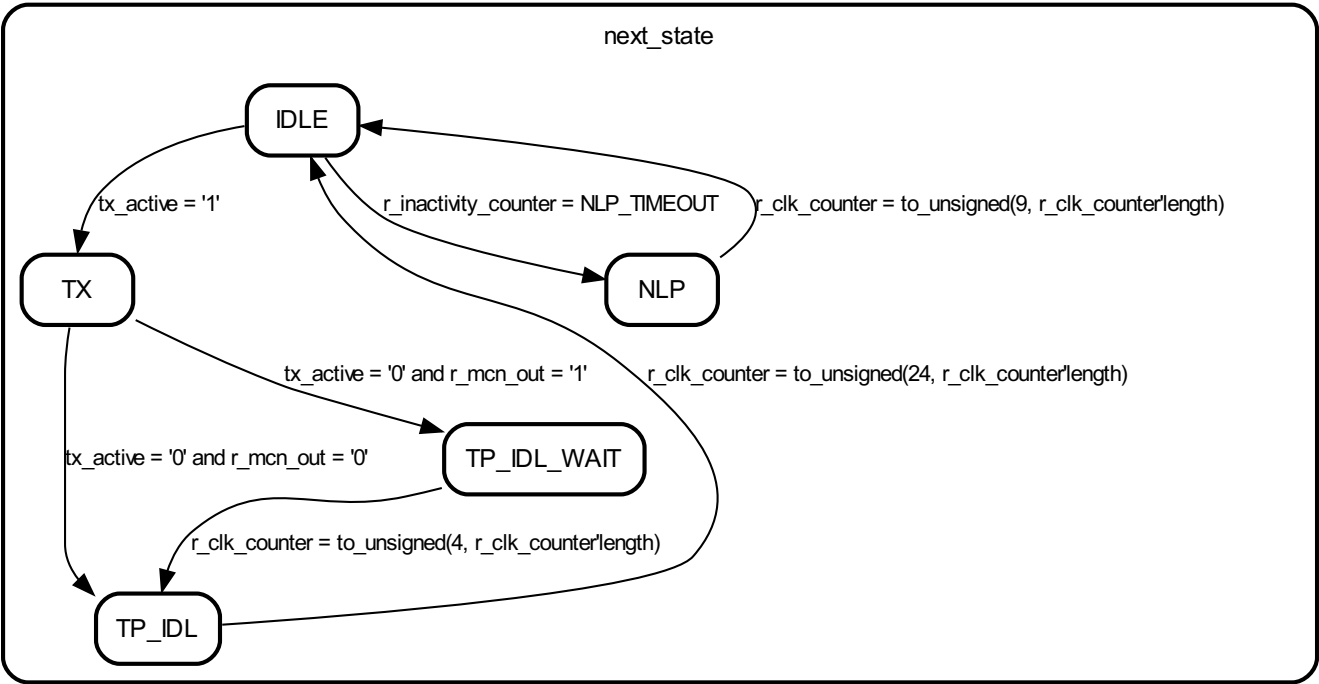 next_state
IDLE
tx_active = '1'
r_inactivity_counter = NLP_TIMEOUT
r_clk_counter = to_unsigned(9, r_clk_counter'length)
TX
NLP
tx_active = '0' and r_mcn_out = '1'
r_clk_counter = to_unsigned(24, r_clk_counter'length)
tx_active = '0' and r_mcn_out = '0'
TP_IDL_WAIT
r_clk_counter = to_unsigned(4, r_clk_counter'length)
TP_IDL